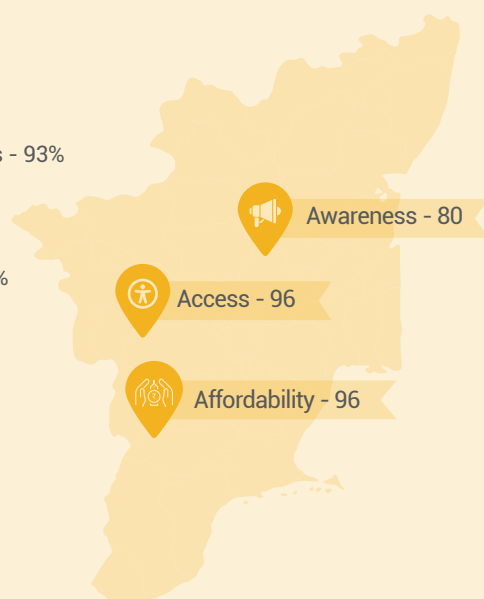 - 93%
Awareness - 80
%
Access - 96
Affordability - 96